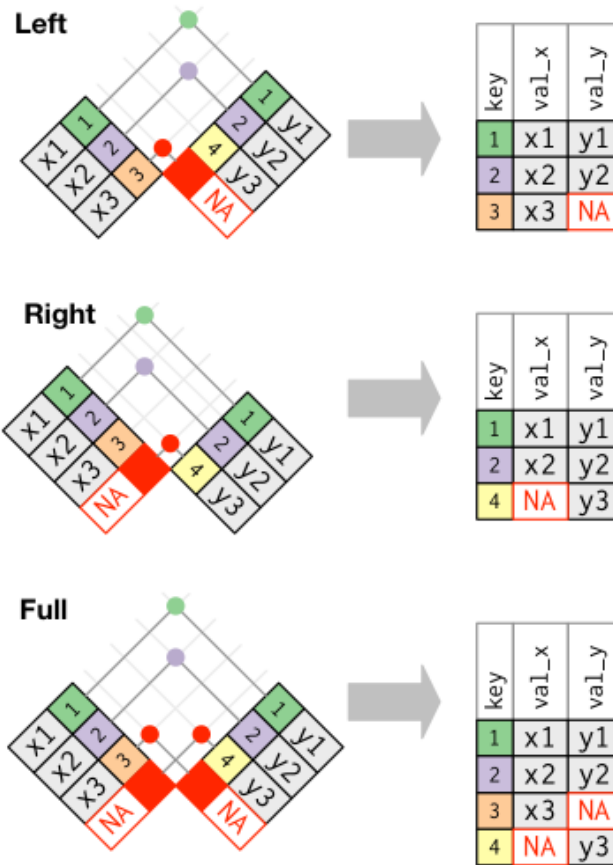 Left
1 x1
2 x2
3 x3
1 y1
2 y2
4 y3
NA
key val_x val_y
1 x1 y1
2 x2 y2
3 x3 NA
Right
1 x1
2 x2
3 x3
NA
1 y1
2 y2
4 y3
key val_x val_y
1 x1 y1
2 x2 y2
4 NA y3
Full
1 x1
2 x2
3 x3
NA
1 y1
2 y2
4 y3
NA
key val_x val_y
1 x1 y1
2 x2 y2
3 x3 NA
4 NA y3